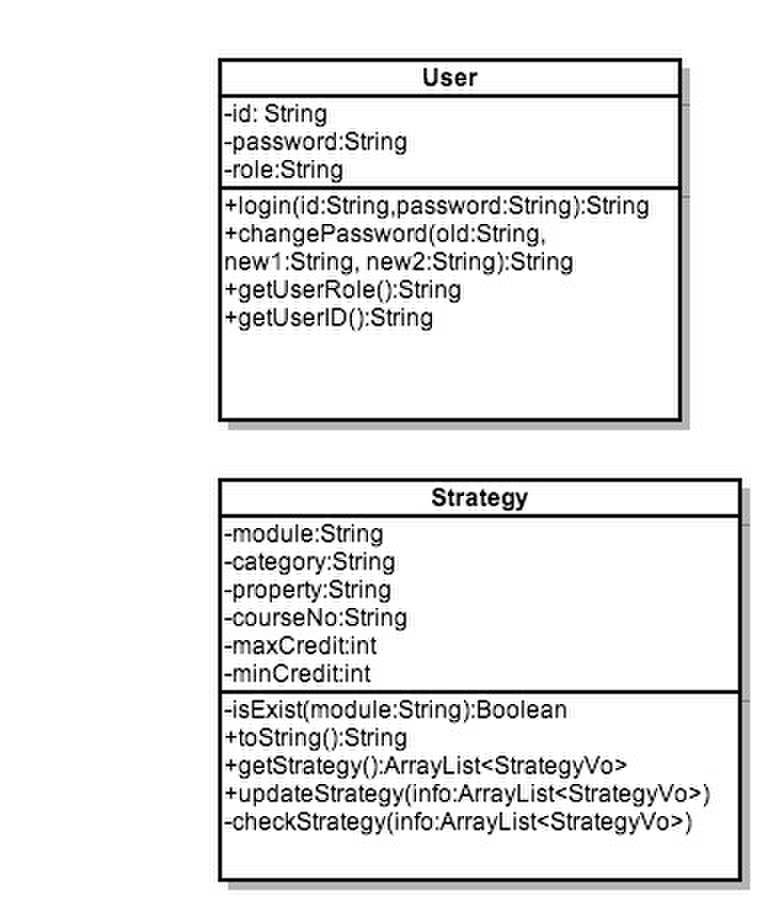 User
-id: String
-password:String
-role:String
+login(id:String,password:String):String
+changePassword(old:String,
new1:String, new2:String):String
+getUserRole():String
+getUserID():String
Strategy
-module:String
-category:String
-property:String
-courseNo:String
-maxCredit:int
-minCredit:int
-isExist(module:String):Boolean
+toString():String
+getStrategy():ArrayList<StrategyVo>
+updateStrategy(info:ArrayList<StrategyVo>)
-checkStrategy(info:ArrayList<StrategyVo>)